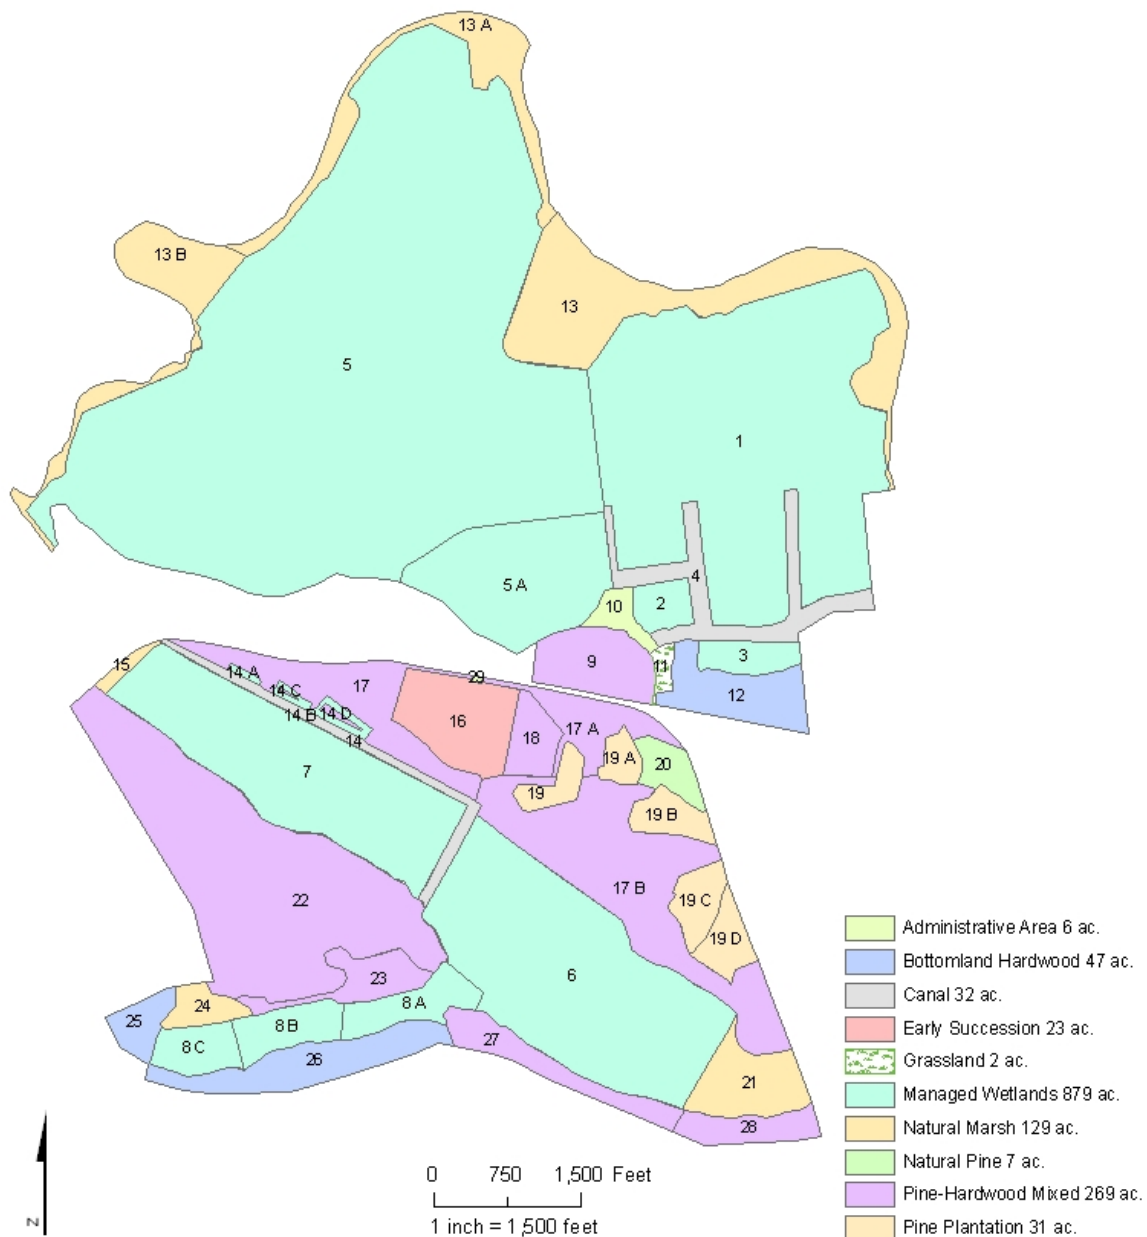 13 A
13 B
13
5
1
4
5 A
10
2
3
9
11
12
15
14 A
14 C
17
29
14 B
14 D
14
16
18
17 A
19 A
20
7
19
19 B
17 B
22
19 C
19 D
23
6
24
8 A
25
8 B
8 C
26
27
21
28
Administrative Area 6 ac.
Bottomland Hardwood 47 ac.
Canal 32 ac.
Early Succession 23 ac.
Grassland 2 ac.
Managed Wetlands 879 ac.
Natural Marsh 129 ac.
Natural Pine 7 ac.
Pine-Hardwood Mixed 269 ac.
Pine Plantation 31 ac.
0 750 1,500 Feet
1 inch = 1,500 feet
N